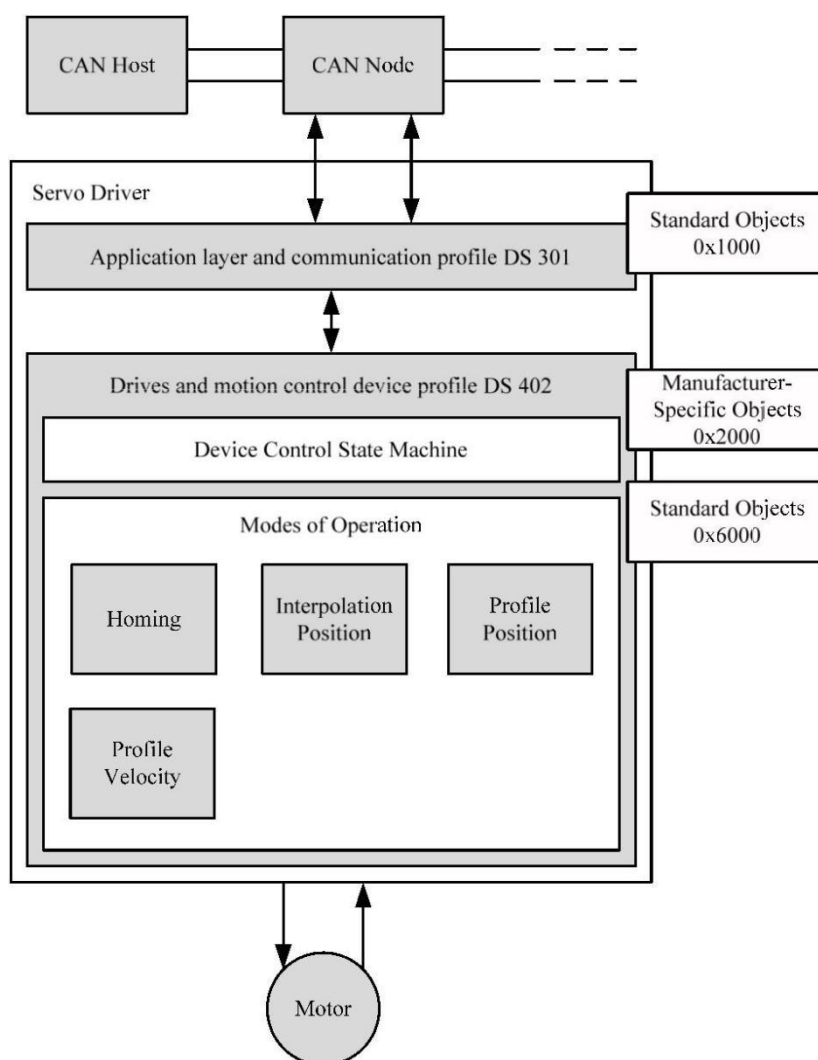 CAN Host
CAN Node
Servo Driver
Standard Objects
0x1000
Application layer and communication profile DS 301
Drives and motion control device profile DS 402
Manufacturer-
Specific Objects
0x2000
Device Control State Machine
Standard Objects
0x6000
Modes of Operation
Homing
Interpolation
Position
Profile
Position
Profile
Velocity
Motor